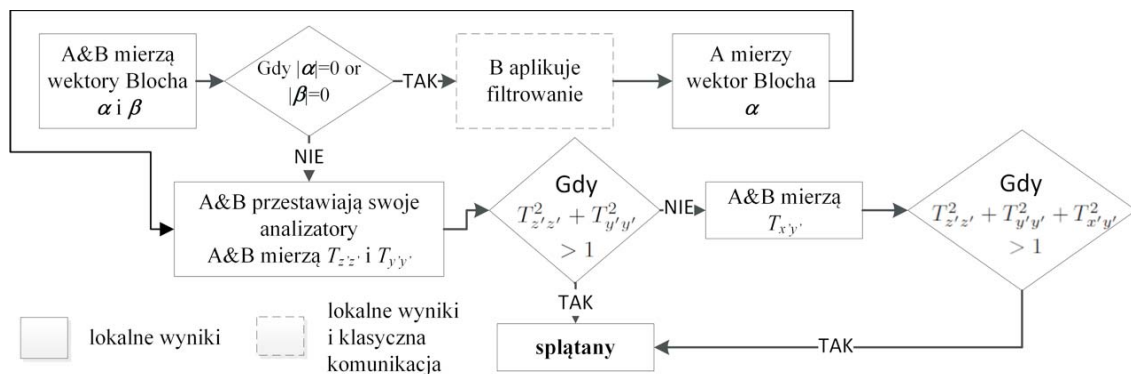 A&B mierzą
wektory Blocha
α i β
Gdy |α|=0 or
|β|=0
TAK
B aplikuje
filtrowanie
A mierzy
wektor Blocha
α
NIE
A&B przestawiają swoje
analizatory
A&B mierzą T_{z'z'} i T_{y'y'}
Gdy
T²_{z'z'} + T²_{y'y'}
> 1
NIE
A&B mierzą
T_{x'y'}
Gdy
T²_{z'z'} + T²_{y'y'} + T²_{x'y'}
> 1
TAK
splątany
TAK
lokalne wyniki
lokalne wyniki
i klasyczna
komunikacja